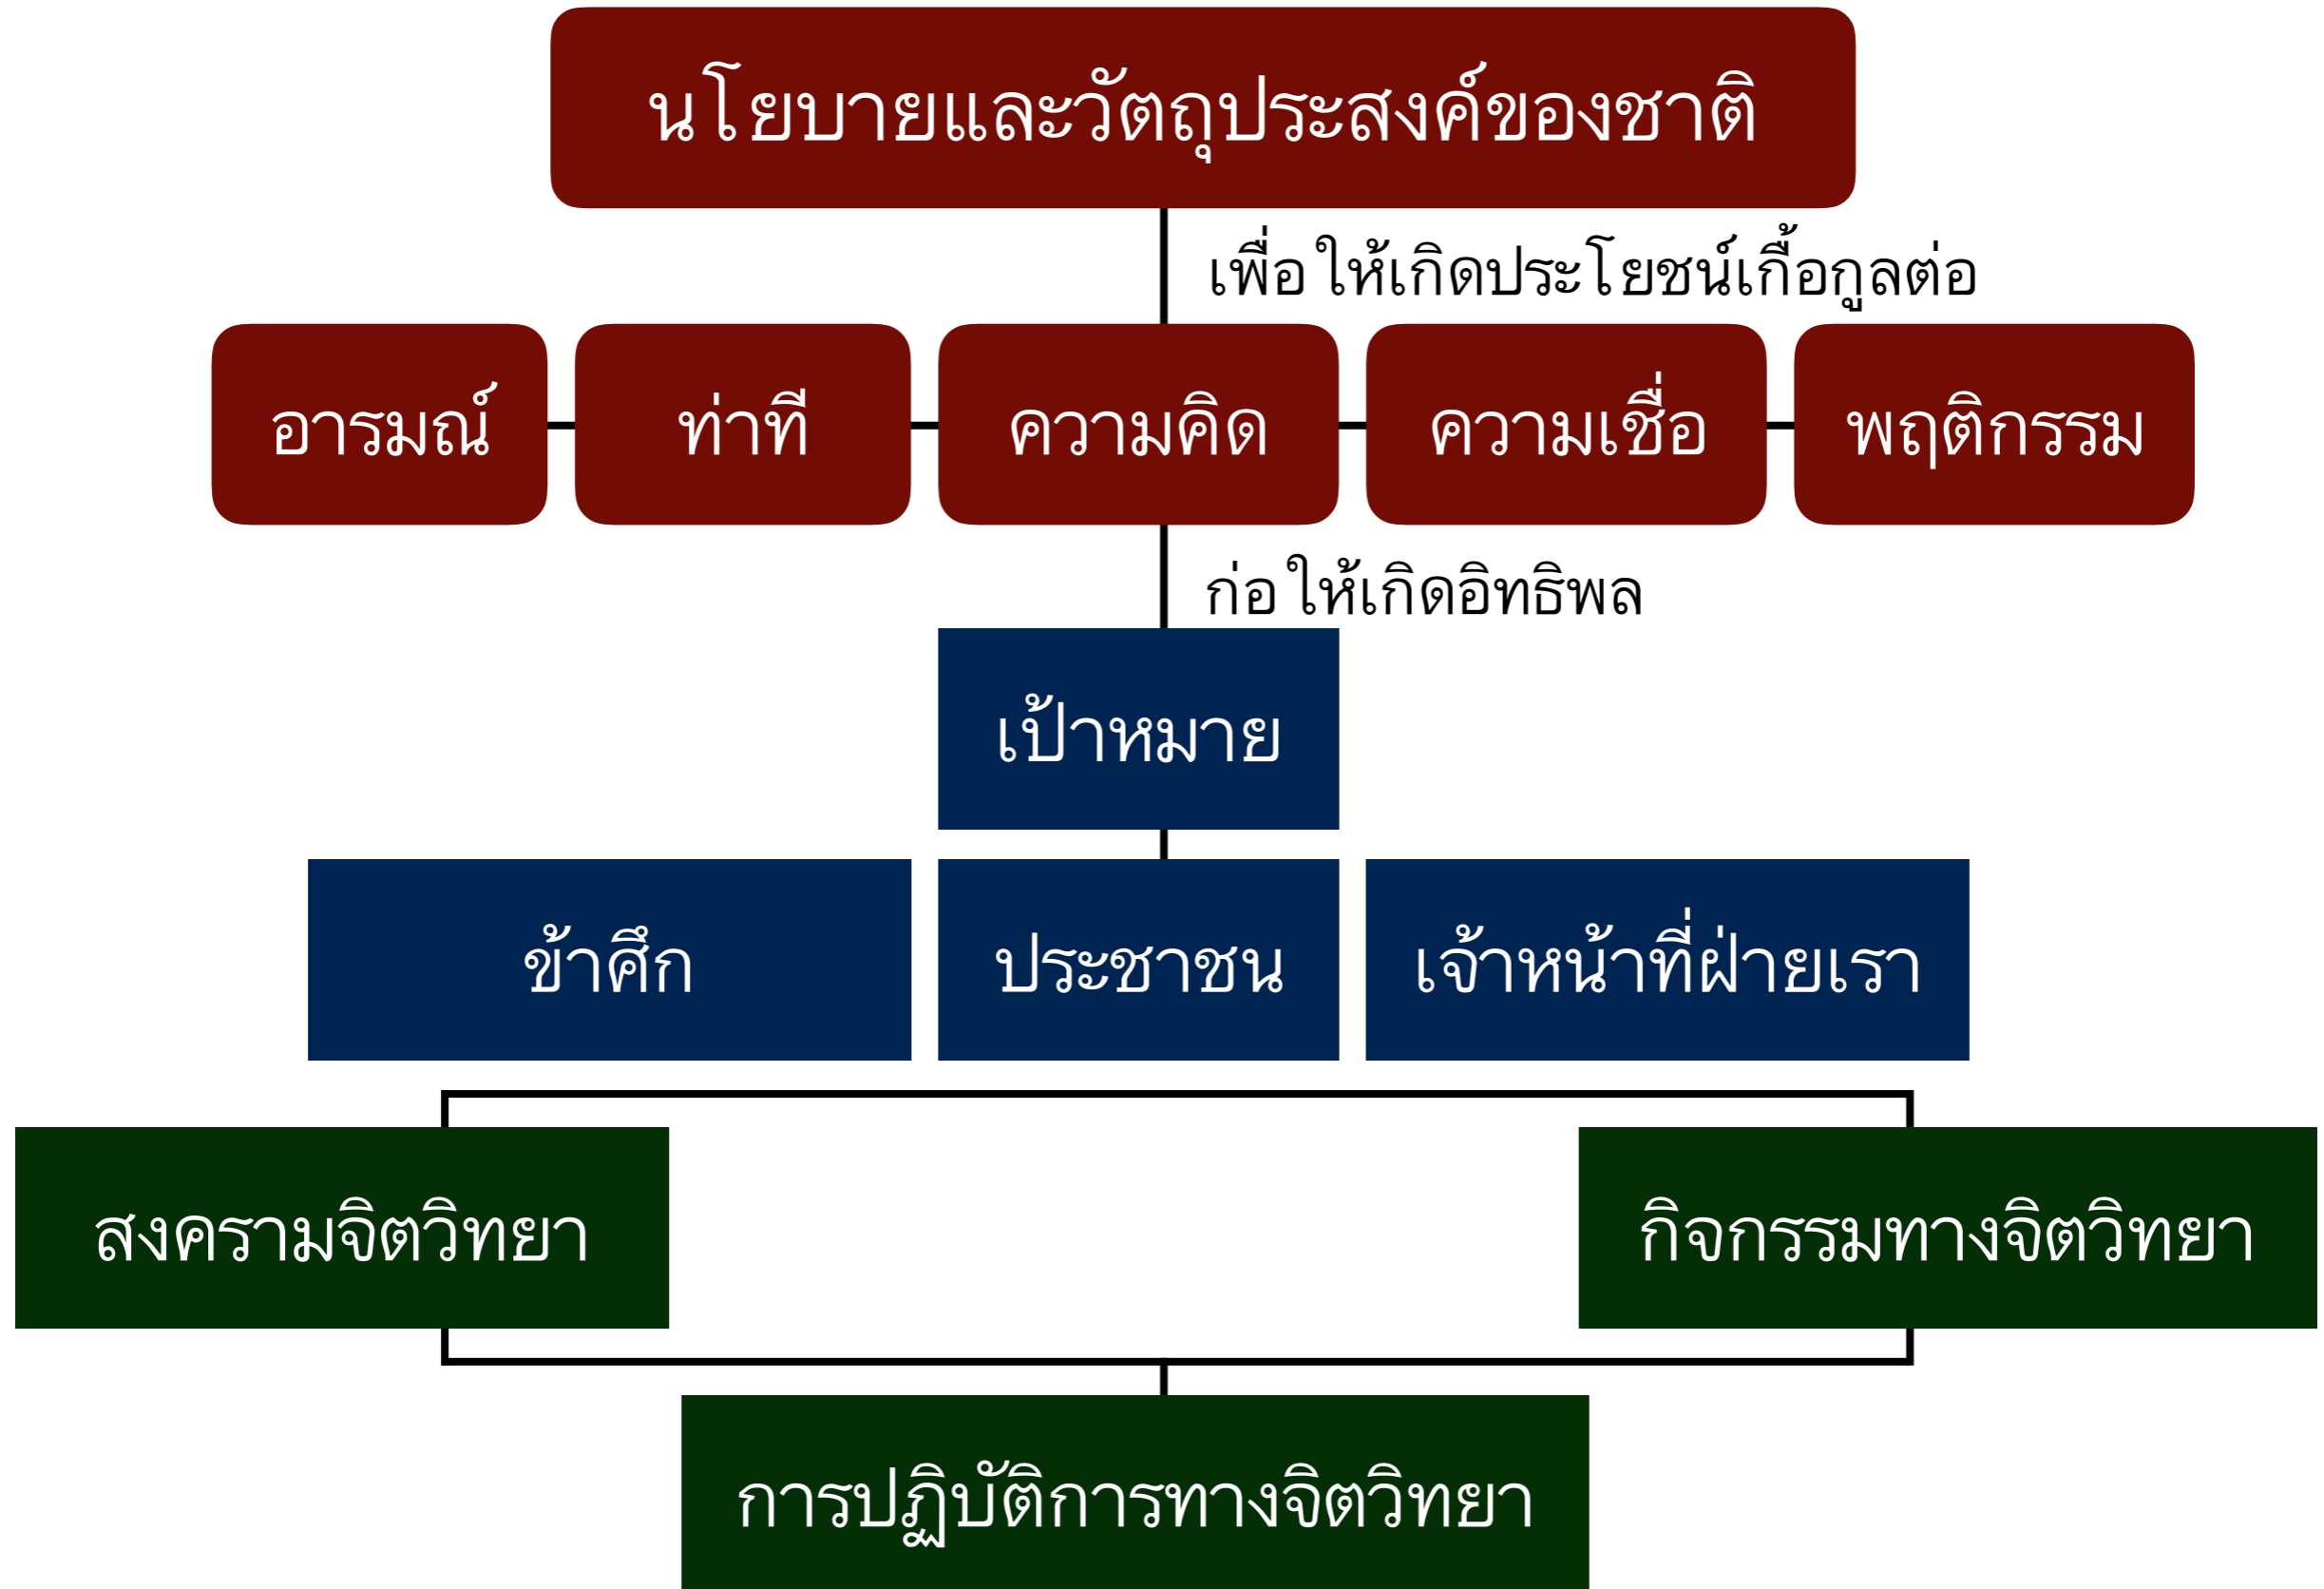 นโยบายและวัตถุประสงค์ของชาติ
เพื่อให้เกิดประโยชน์เกื้อกูลต่อ
อารมณ์ ท่าที ความคิด ความเชื่อ พฤติกรรม
ก่อให้เกิดอิทธิพล
เป้าหมาย
ข้าศึก ประชาชน เจ้าหน้าที่ฝ่ายเรา
สงครามจิตวิทยา กิจกรรมทางจิตวิทยา
การปฏิบัติการทางจิตวิทยา